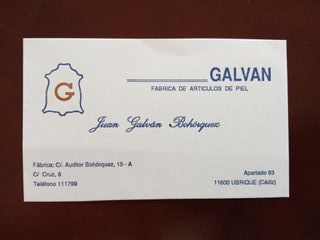 G
GALVAN
FABRICA DE ARTICULOS DE PIEL
Juan Galván Bohórquez
Fábrica: C/. Auditor Bohórquez, 15 - A
C/ Cruz, 6
Teléfono 111799
Apartado 83
11600 UBRIQUE (Cádiz)